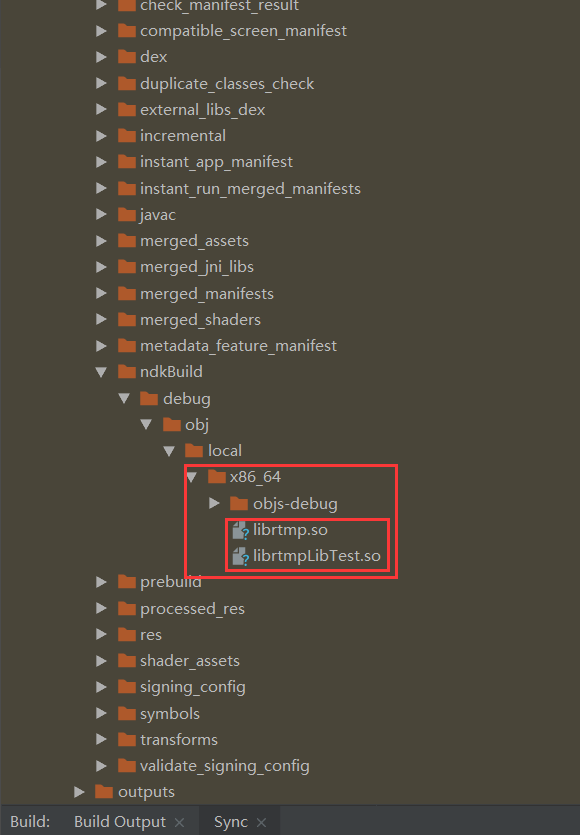 check_manifest_result
compatible_screen_manifest
dex
duplicate_classes_check
external_libs_dex
incremental
instant_app_manifest
instant_run_merged_manifests
javac
merged_assets
merged_jni_libs
merged_manifests
merged_shaders
metadata_feature_manifest
ndkBuild
debug
obj
local
x86_64
objs-debug
librtmp.so
librtmpLibTest.so
prebuild
processed_res
res
shader_assets
signing_config
symbols
transforms
validate_signing_config
outputs
Build: Build Output × Sync ×